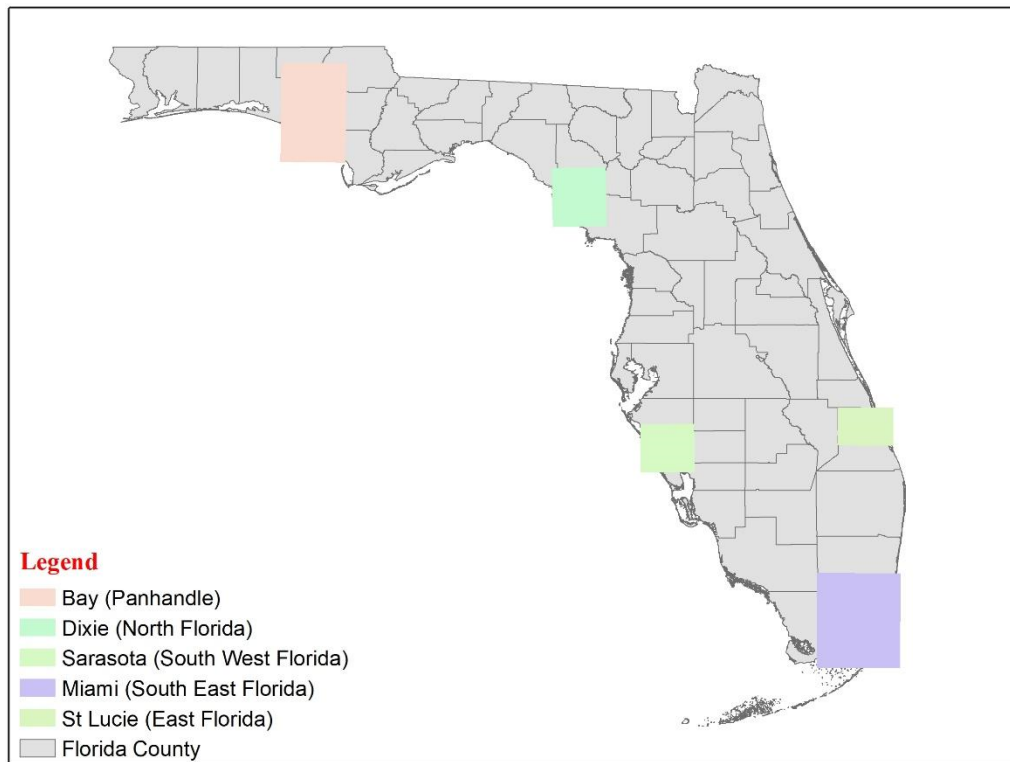 Legend
Bay (Panhandle)
Dixie (North Florida)
Sarasota (South West Florida)
Miami (South East Florida)
St Lucie (East Florida)
Florida County